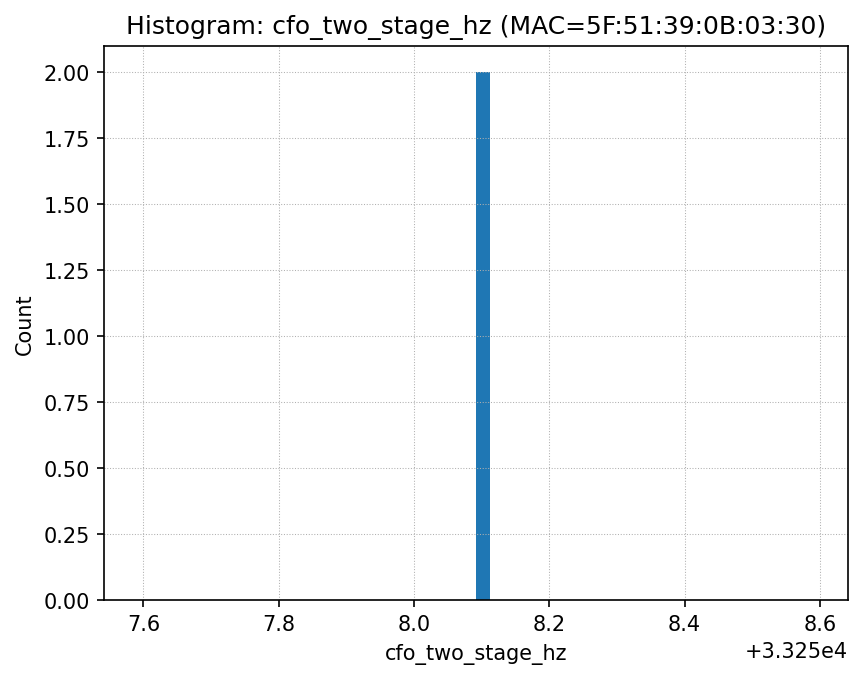 Histogram: cfo_two_stage_hz (MAC=5F:51:39:0B:03:30)
2.00
1.75
1.50
1.25
1.00
0.75
0.50
0.25
0.00
Count
7.6 7.8 8.0 8.2 8.4 8.6
cfo_two_stage_hz
+3.325e4